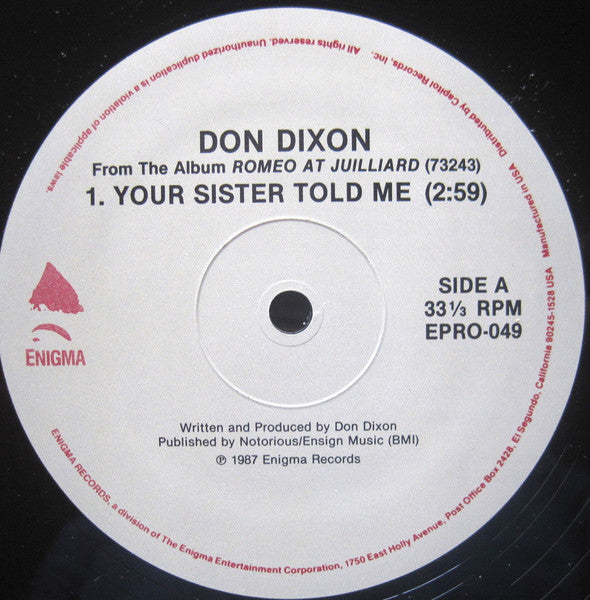 DON DIXON
From The Album ROMEO AT JUILLIARD (73243)
1. YOUR SISTER TOLD ME (2:59)
SIDE A
33 1/3 RPM
EPRO-049
ENIGMA
Written and Produced by Don Dixon
Published by Notorious/Ensign Music (BMI)
℗ 1987 Enigma Records
ENIGMA RECORDS, a division of The Enigma Entertainment Corporation, 1750 East Holly Avenue, Post Office Box 2428, El Segundo, California 90245-1528 USA Manufactured in USA Distributed by Capitol Records, Inc. All rights reserved. Unauthorized duplication is a violation of applicable laws.